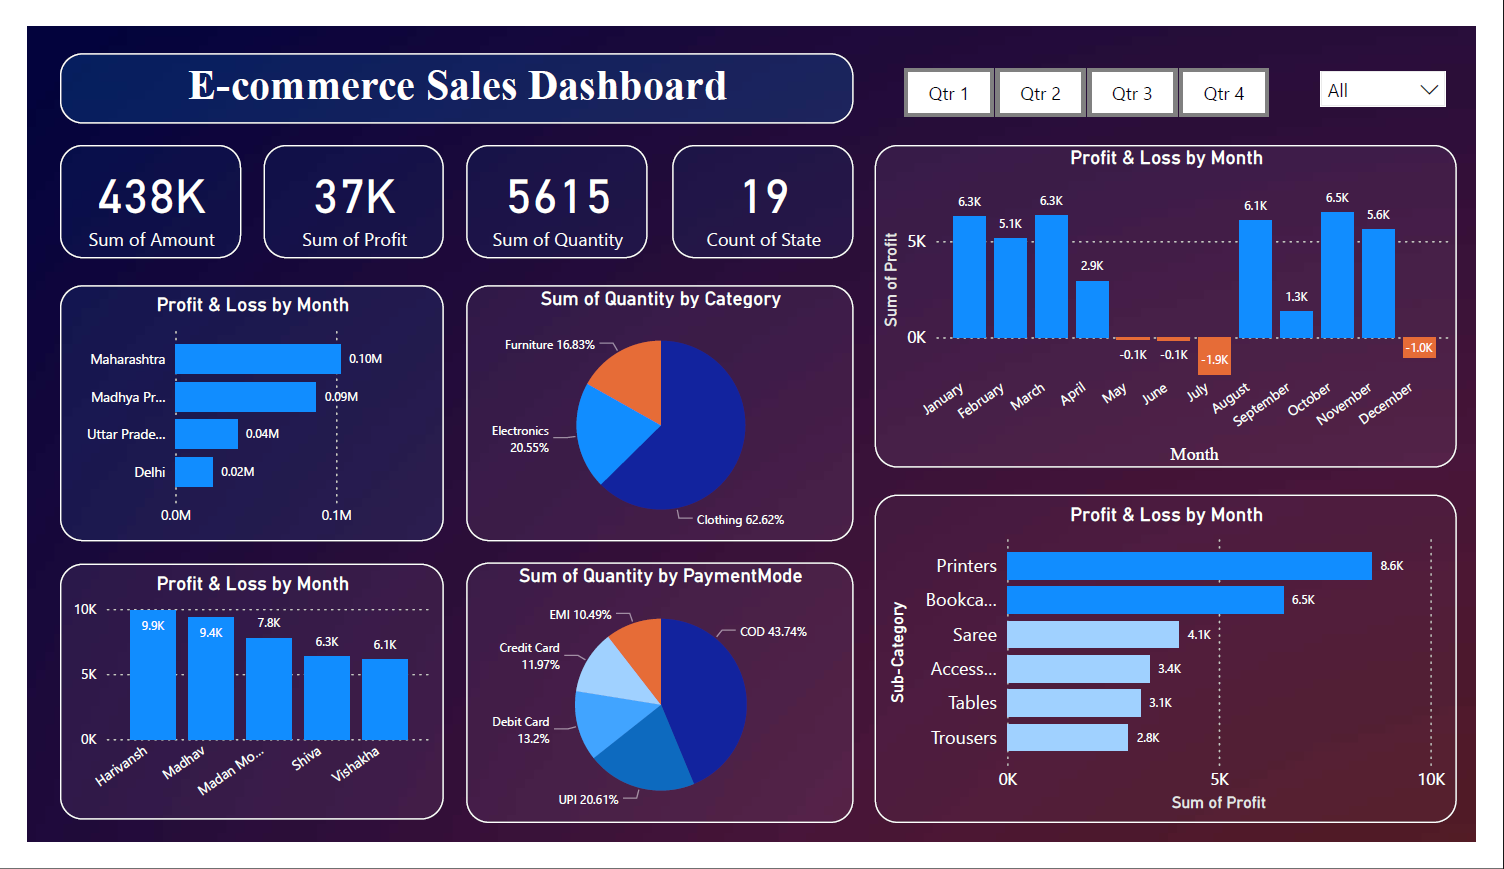 E-commerce Sales Dashboard
Qtr 1
Qtr 2
Qtr 3
Qtr 4
All
438K
Sum of Amount
37K
Sum of Profit
5615
Sum of Quantity
19
Count of State
Profit & Loss by Month
Maharashtra
0.10M
Madhya Pr...
0.09M
Uttar Prade...
0.04M
Delhi
0.02M
0.0M
0.1M
Sum of Quantity by Category
Furniture 16.83%
Electronics
20.55%
Clothing 62.62%
Profit & Loss by Month
Sum of Profit
5K
0K
6.3K
5.1K
6.3K
2.9K
-0.1K
-0.1K
-1.9K
6.1K
1.3K
6.5K
5.6K
-1.0K
January
February
March
April
May
June
July
August
September
October
November
December
Month
Profit & Loss by Month
10K
5K
0K
9.9K
9.4K
7.8K
6.3K
6.1K
Harivansh
Madhav
Madan Mo...
Shiva
Vishakha
Sum of Quantity by PaymentMode
EMI 10.49%
COD 43.74%
Credit Card
11.97%
Debit Card
13.2%
UPI 20.61%
Profit & Loss by Month
Sub-Category
Printers
8.6K
Bookca...
6.5K
Saree
4.1K
Access...
3.4K
Tables
3.1K
Trousers
2.8K
0K
5K
10K
Sum of Profit